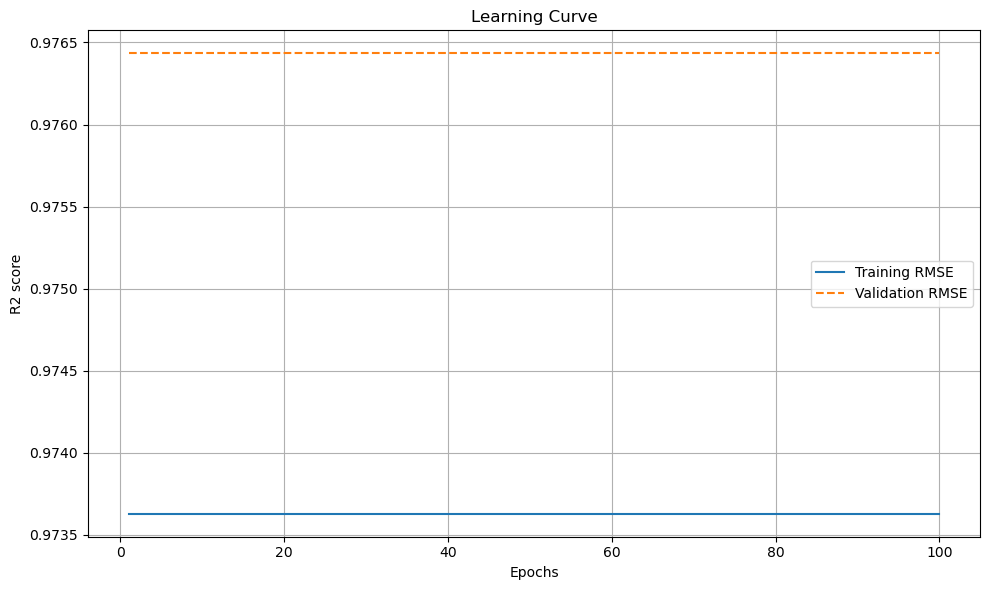 Learning Curve
0.9765
0.9760
0.9755
0.9750
0.9745
0.9740
0.9735
R2 score
Training RMSE
Validation RMSE
0 20 40 60 80 100
Epochs